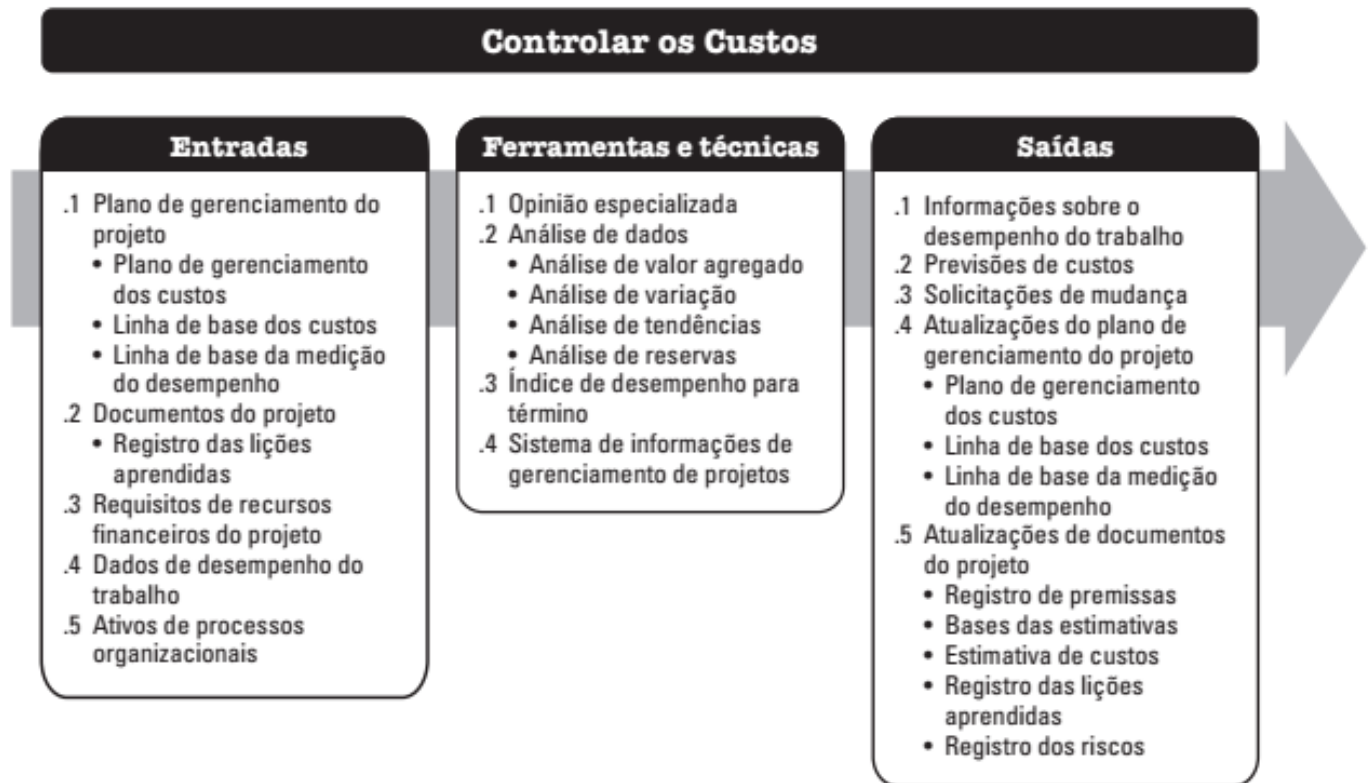 Controlar os Custos
Entradas
.1 Plano de gerenciamento do
projeto
• Plano de gerenciamento
dos custos
• Linha de base dos custos
• Linha de base da medição
do desempenho
.2 Documentos do projeto
• Registro das lições
aprendidas
.3 Requisitos de recursos
financeiros do projeto
.4 Dados de desempenho do
trabalho
.5 Ativos de processos
organizacionais
Ferramentas e técnicas
.1 Opinião especializada
.2 Análise de dados
• Análise de valor agregado
• Análise de variação
• Análise de tendências
• Análise de reservas
.3 Índice de desempenho para
término
.4 Sistema de informações de
gerenciamento de projetos
Saídas
.1 Informações sobre o
desempenho do trabalho
.2 Previsões de custos
.3 Solicitações de mudança
.4 Atualizações do plano de
gerenciamento do projeto
• Plano de gerenciamento
dos custos
• Linha de base dos custos
• Linha de base da medição
do desempenho
.5 Atualizações de documentos
do projeto
• Registro de premissas
• Bases das estimativas
• Estimativa de custos
• Registro das lições
aprendidas
• Registro dos riscos